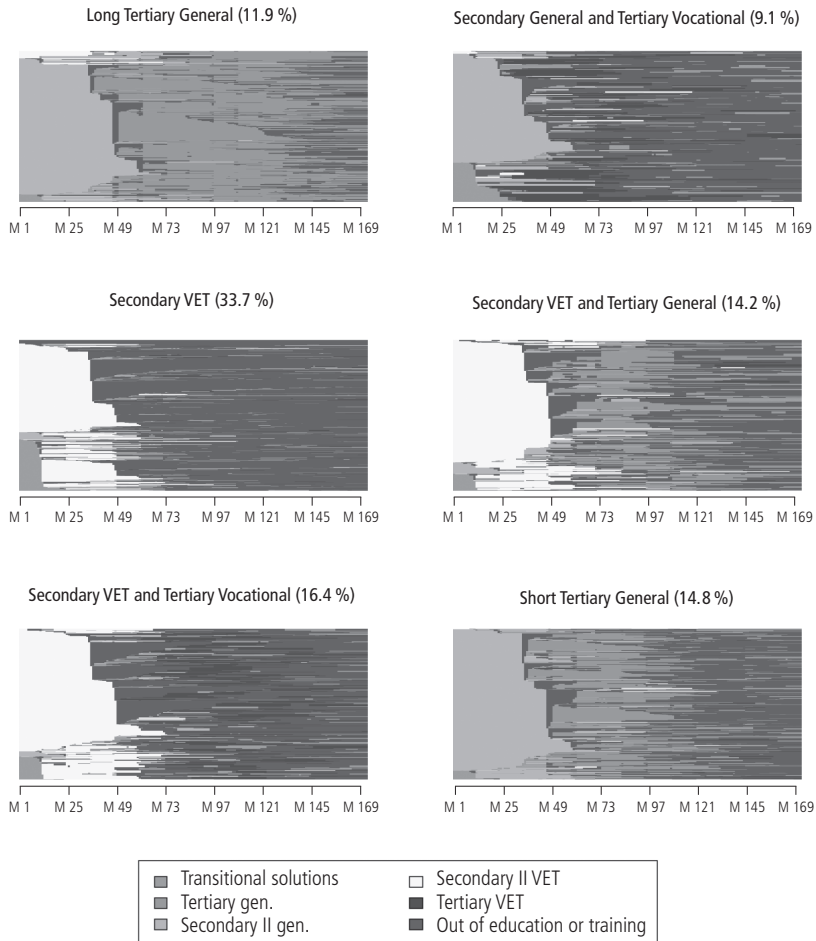 Long Tertiary General (11.9 %)
Secondary General and Tertiary Vocational (9.1 %)
M 1 M 25 M 49 M 73 M 97 M 121 M 145 M 169
M 1 M 25 M 49 M 73 M 97 M 121 M 145 M 169
Secondary VET (33.7 %)
Secondary VET and Tertiary General (14.2 %)
M 1 M 25 M 49 M 73 M 97 M 121 M 145 M 169
M 1 M 25 M 49 M 73 M 97 M 121 M 145 M 169
Secondary VET and Tertiary Vocational (16.4 %)
Short Tertiary General (14.8 %)
M 1 M 25 M 49 M 73 M 97 M 121 M 145 M 169
M 1 M 25 M 49 M 73 M 97 M 121 M 145 M 169
Transitional solutions
Tertiary gen.
Secondary II gen.
Secondary II VET
Tertiary VET
Out of education or training